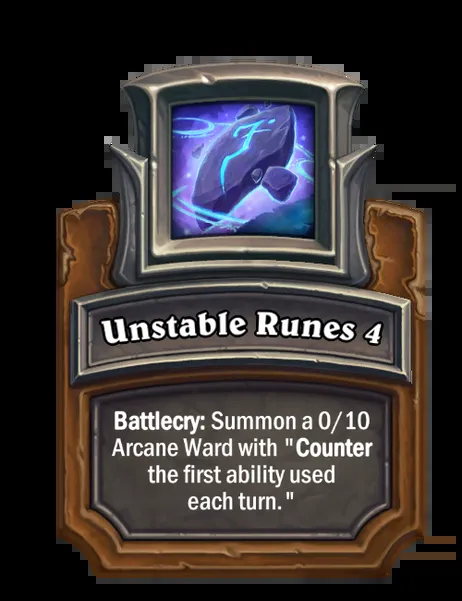 Unstable Runes 4
Battlecry: Summon a 0/10
Arcane Ward with "Counter
the first ability used
each turn."